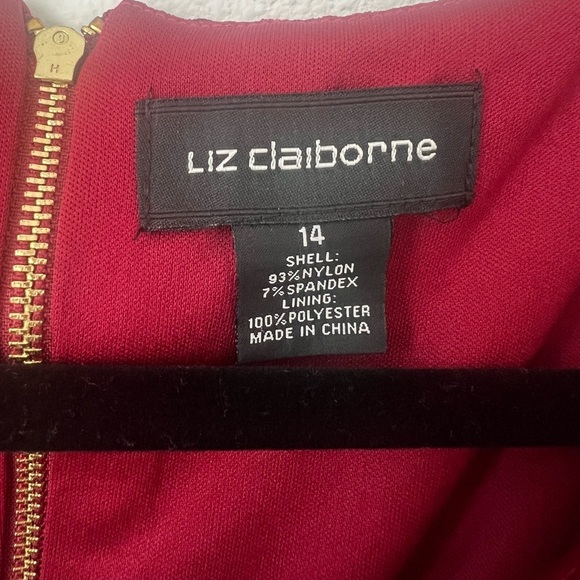 LIZ claiborne
14
SHELL:
93%NYLON
7%SPANDEX
LINING:
100%POLYESTER
MADE IN CHINA
H